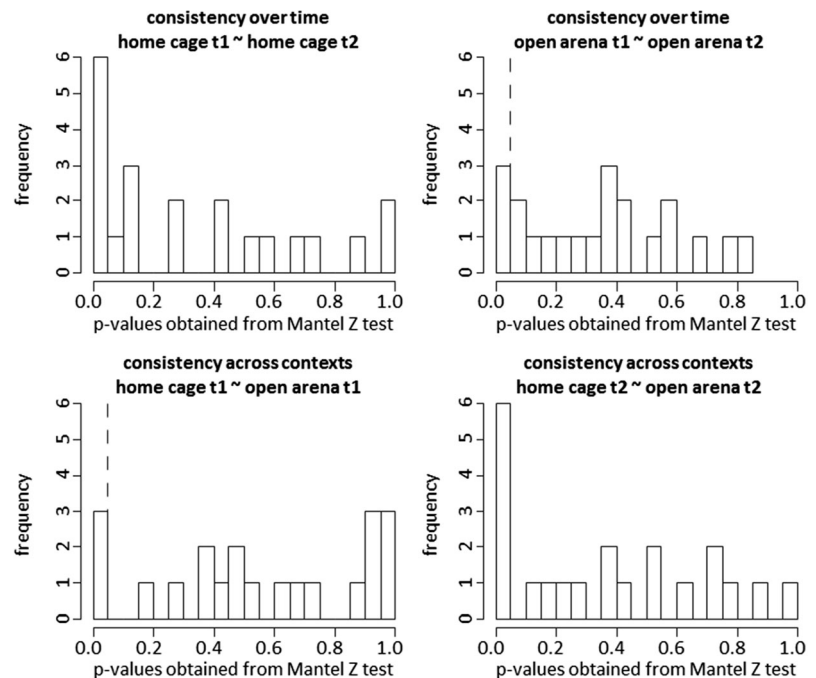 consistency over time
home cage t1 ~ home cage t2
frequency
6
5
4
3
2
1
0
0.0 0.2 0.4 0.6 0.8 1.0
p-values obtained from Mantel Z test
consistency over time
open arena t1 ~ open arena t2
frequency
6
5
4
3
2
1
0
0.0 0.2 0.4 0.6 0.8 1.0
p-values obtained from Mantel Z test
consistency across contexts
home cage t1 ~ open arena t1
frequency
6
5
4
3
2
1
0
0.0 0.2 0.4 0.6 0.8 1.0
p-values obtained from Mantel Z test
consistency across contexts
home cage t2 ~ open arena t2
frequency
6
5
4
3
2
1
0
0.0 0.2 0.4 0.6 0.8 1.0
p-values obtained from Mantel Z test